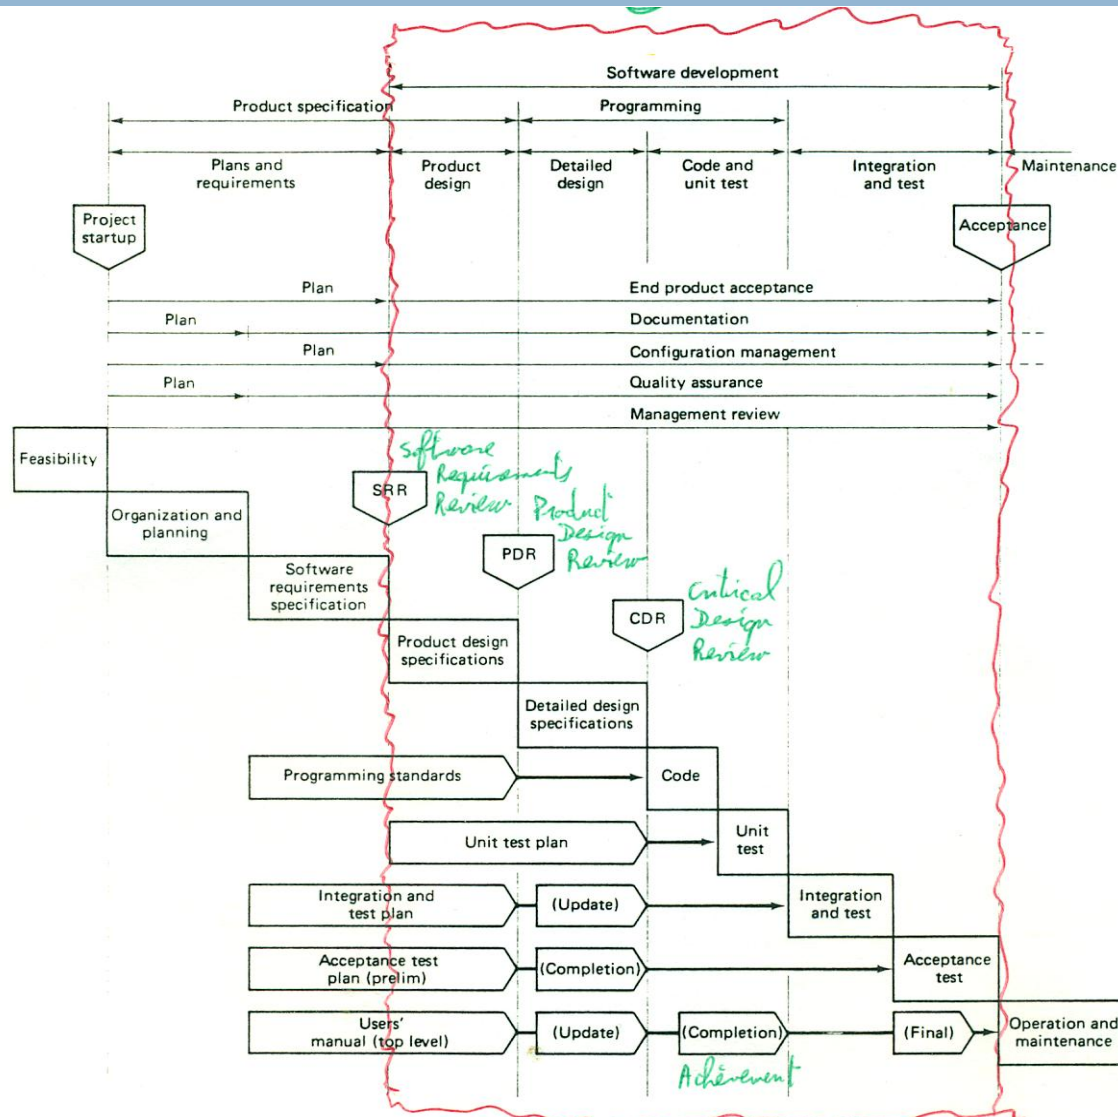 Software development
Product specification
Programming
Plans and
requirements
Product
design
Detailed
design
Code and
unit test
Integration
and test
Maintenance
Project
startup
Acceptance
Plan
End product acceptance
Plan
Documentation
Plan
Configuration management
Plan
Quality assurance
Management review
Feasibility
SRR
Software
Requirements
Review
Organization and
planning
PDR
Product
Design
Review
Software
requirements
specification
CDR
Critical
Design
Review
Product design
specifications
Detailed design
specifications
Programming standards
Code
Unit test plan
Unit
test
Integration and
test plan
(Update)
Integration
and test
Acceptance test
plan (prelim)
(Completion)
Acceptance
test
Users'
manual (top level)
(Update)
(Completion)
(Final)
Operation and
maintenance
Achèvement